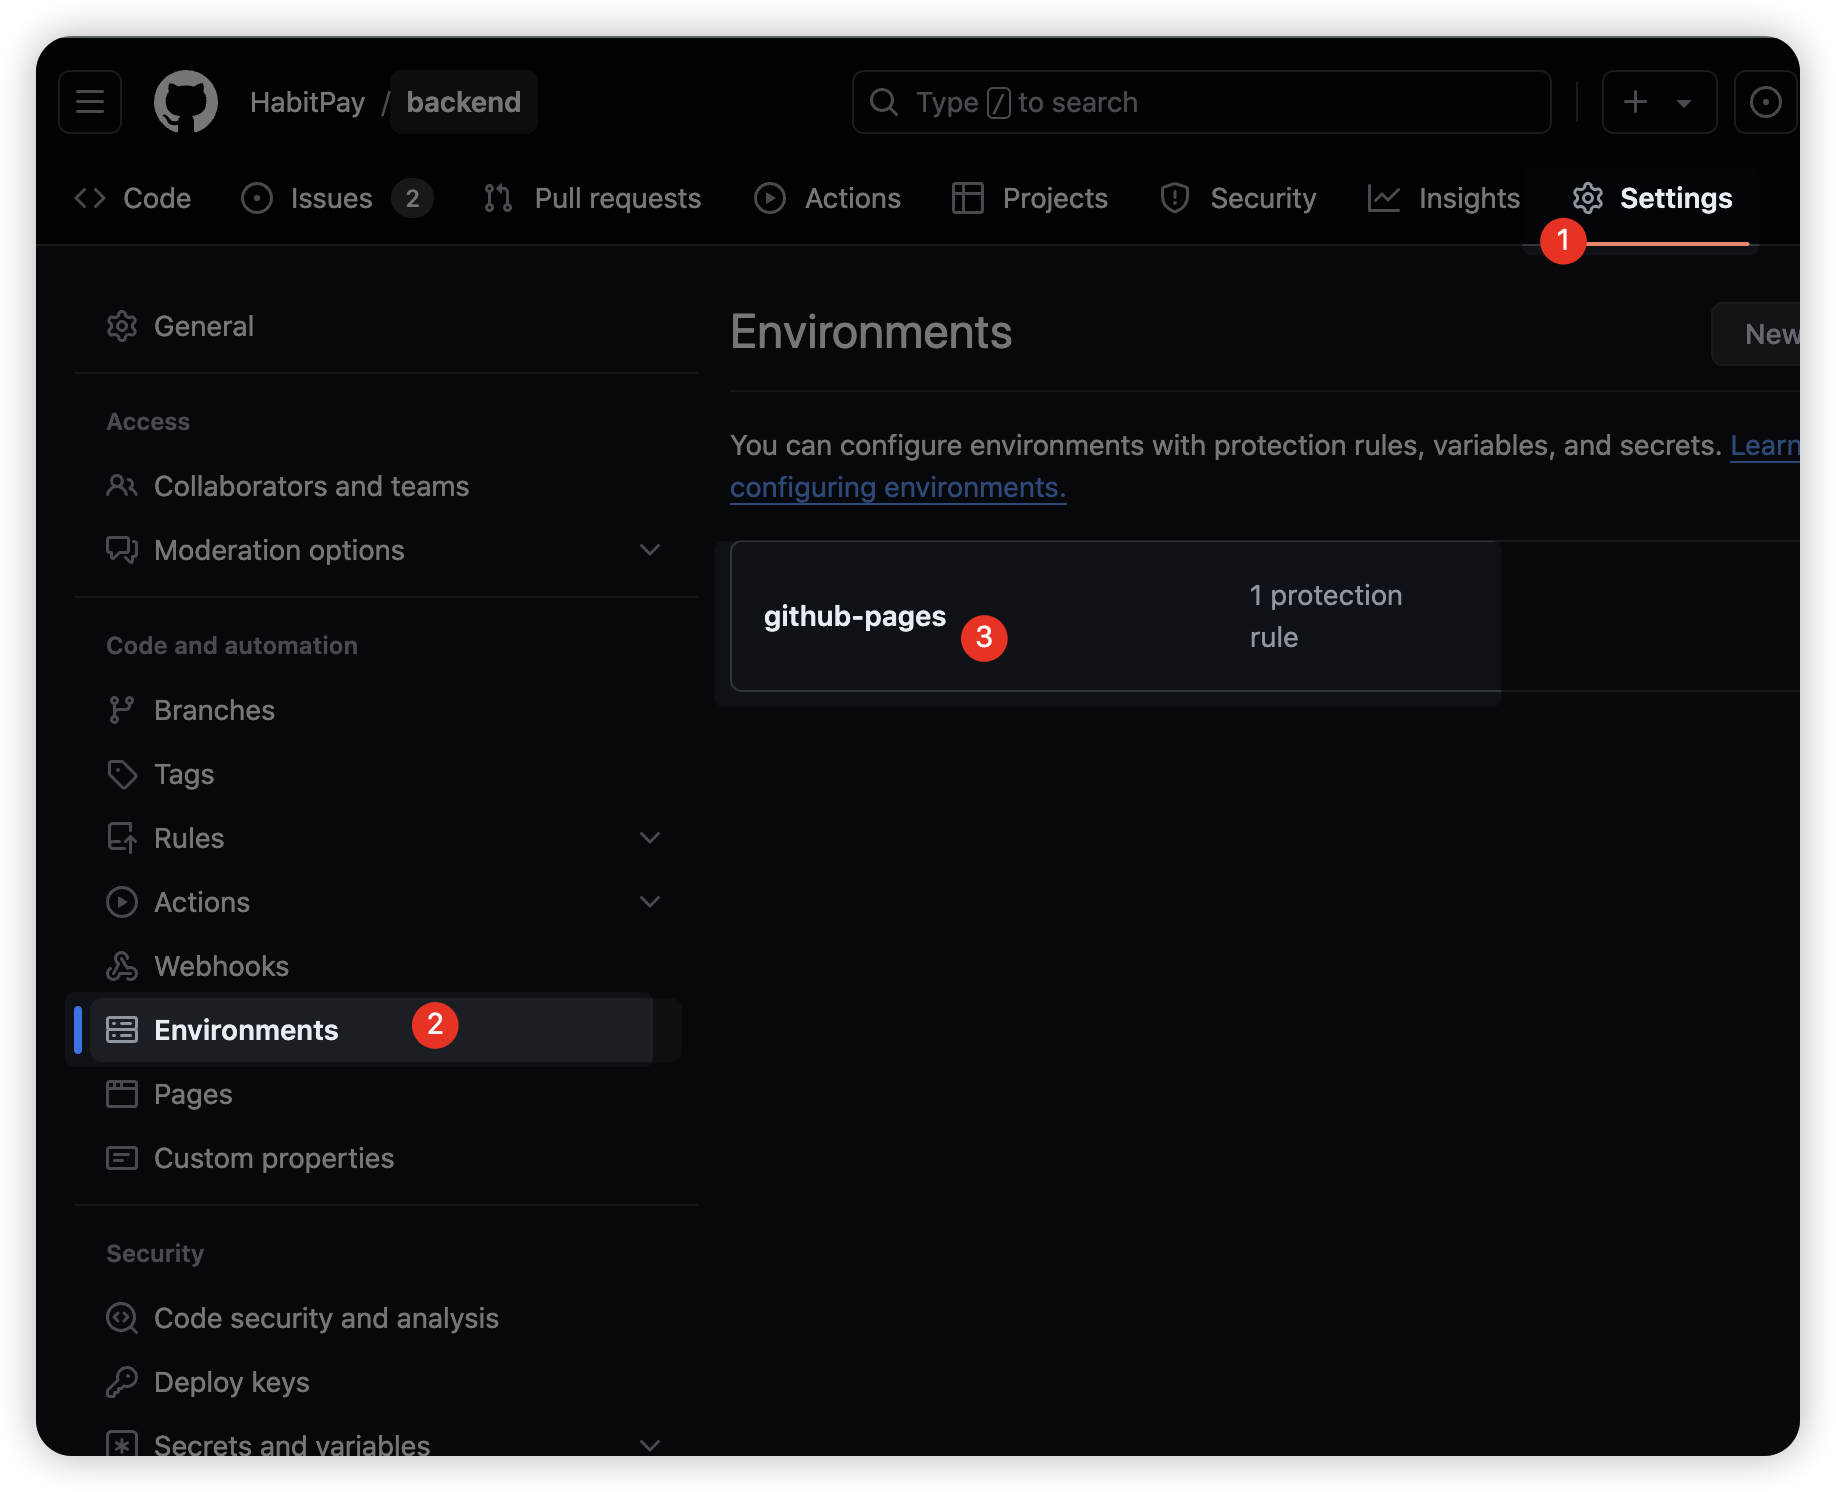 HabitPay / backend
Type / to search
Code
Issues 2
Pull requests
Actions
Projects
Security
Insights
Settings
1
General
Access
Collaborators and teams
Moderation options
Code and automation
Branches
Tags
Rules
Actions
Webhooks
Environments 2
Pages
Custom properties
Security
Code security and analysis
Deploy keys
Secrets and variables
Environments
New
You can configure environments with protection rules, variables, and secrets. Learn
configuring environments.
github-pages 3
1 protection
rule